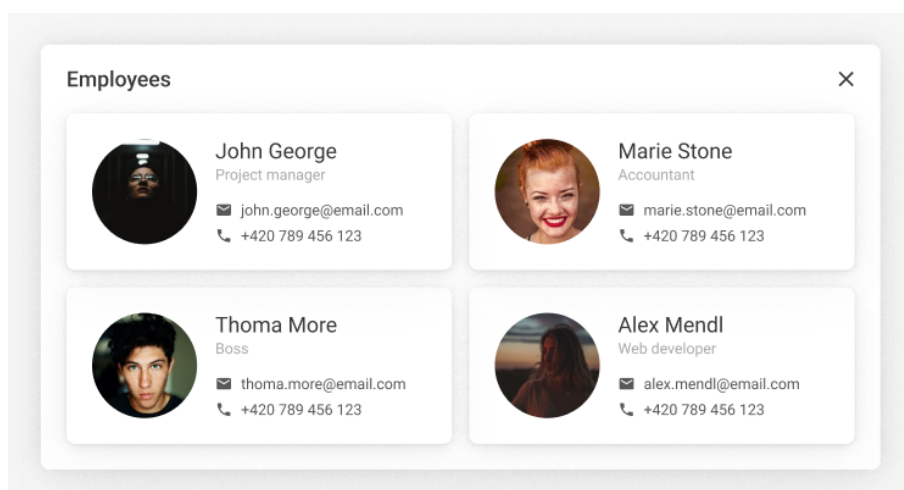 Employees
John George
Project manager
john.george@email.com
+420 789 456 123
Marie Stone
Accountant
marie.stone@email.com
+420 789 456 123
Thoma More
Boss
thoma.more@email.com
+420 789 456 123
Alex Mendl
Web developer
alex.mendl@email.com
+420 789 456 123